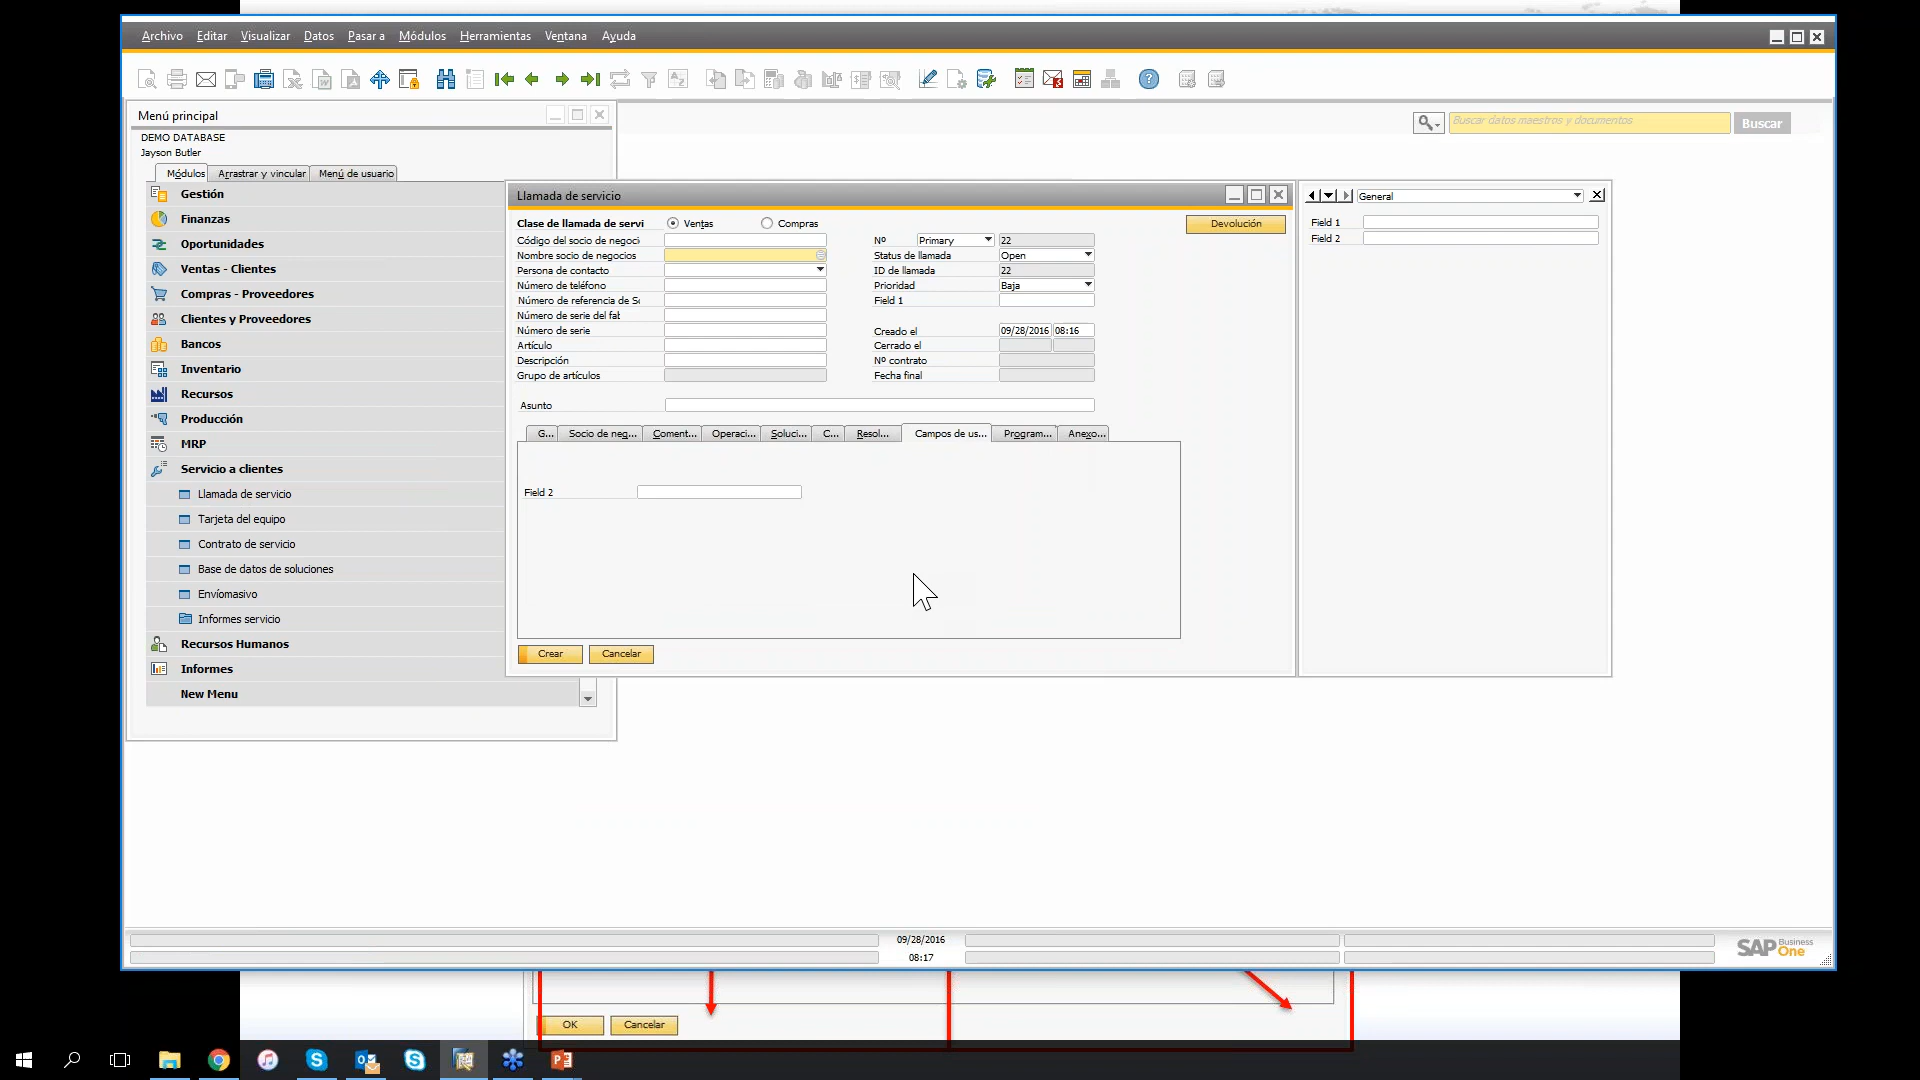 Archivo Editar Visualizar Datos Pasar a Módulos Herramientas Ventana Ayuda
Menú principal
DEMO DATABASE
Jayson Butler
Módulos Arrastrar y vincular Menú de usuario
Gestión
Finanzas
Oportunidades
Ventas - Clientes
Compras - Proveedores
Clientes y Proveedores
Bancos
Inventario
Recursos
Producción
MRP
Servicio a clientes
Llamada de servicio
Tarjeta del equipo
Contrato de servicio
Base de datos de soluciones
Envíomasivo
Informes servicio
Recursos Humanos
Informes
New Menu
Buscar datos maestros y documentos Buscar
Llamada de servicio
Clase de llamada de servi Ventas Compras Devolución
Código del socio de negoci Nº Primary 22
Nombre socio de negocios Status de llamada Open
Persona de contacto ID de llamada 22
Número de teléfono Prioridad Baja
Número de referencia de So Field 1
Número de serie del fab
Número de serie Creado el 09/28/2016 08:16
Artículo Cerrado el
Descripción Nº contrato
Grupo de artículos Fecha final
Asunto
G... Socio de neg... Coment... Operaci... Soluci... C... Resol... Campos de us... Program... Anexo...
Field 2
Crear Cancelar
General
Field 1
Field 2
09/28/2016
08:17
SAP Business One
OK Cancelar